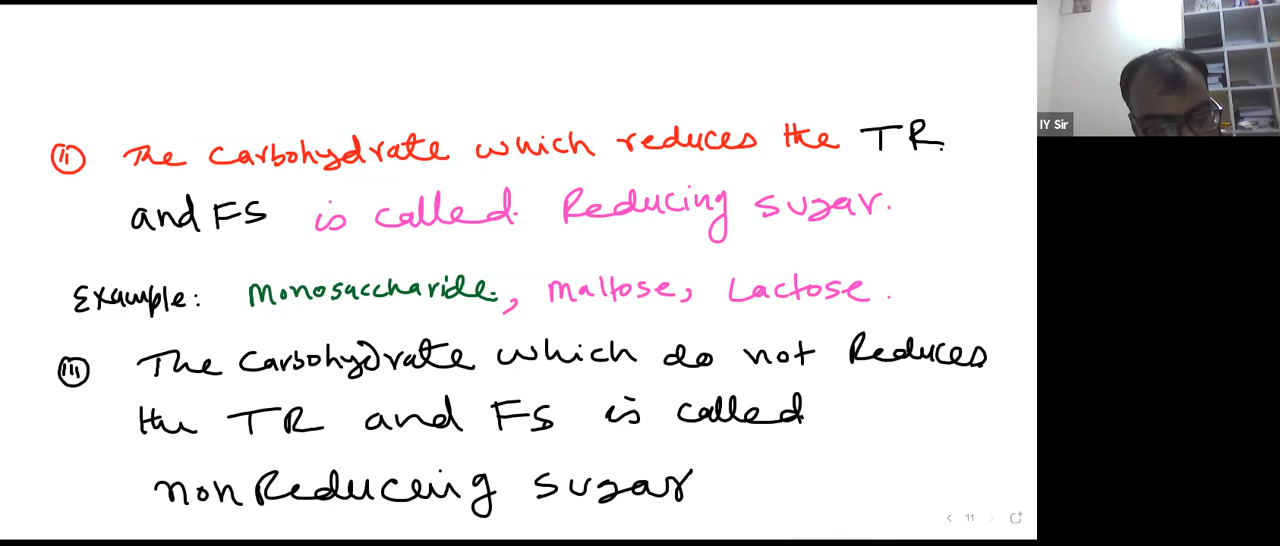 (ii) The carbohydrate which reduces the TR.
and FS is called. Reducing sugar.
Example: Monosaccharide, Maltose, Lactose.
(iii) The carbohydrate which do not Reduces
the TR and FS is called
nonReduceing sugar
IY Sir
11